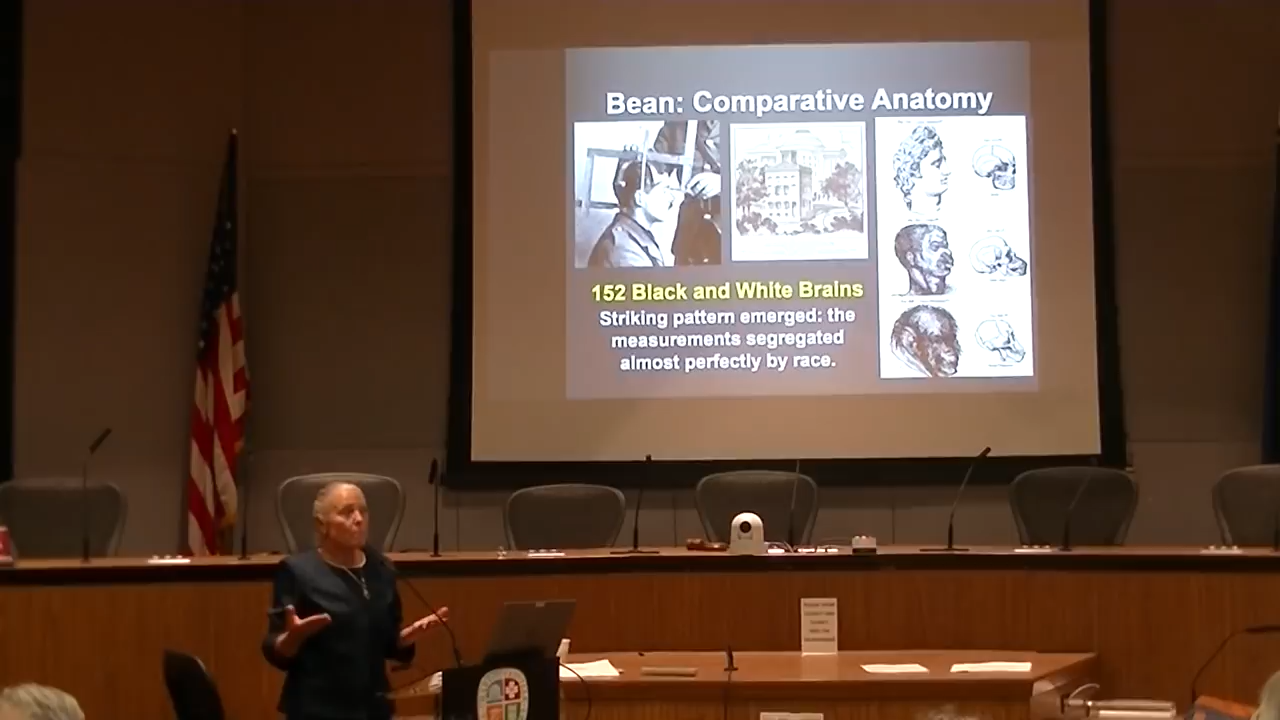 Bean: Comparative Anatomy
152 Black and White Brains
Striking pattern emerged: the
measurements segregated
almost perfectly by race.